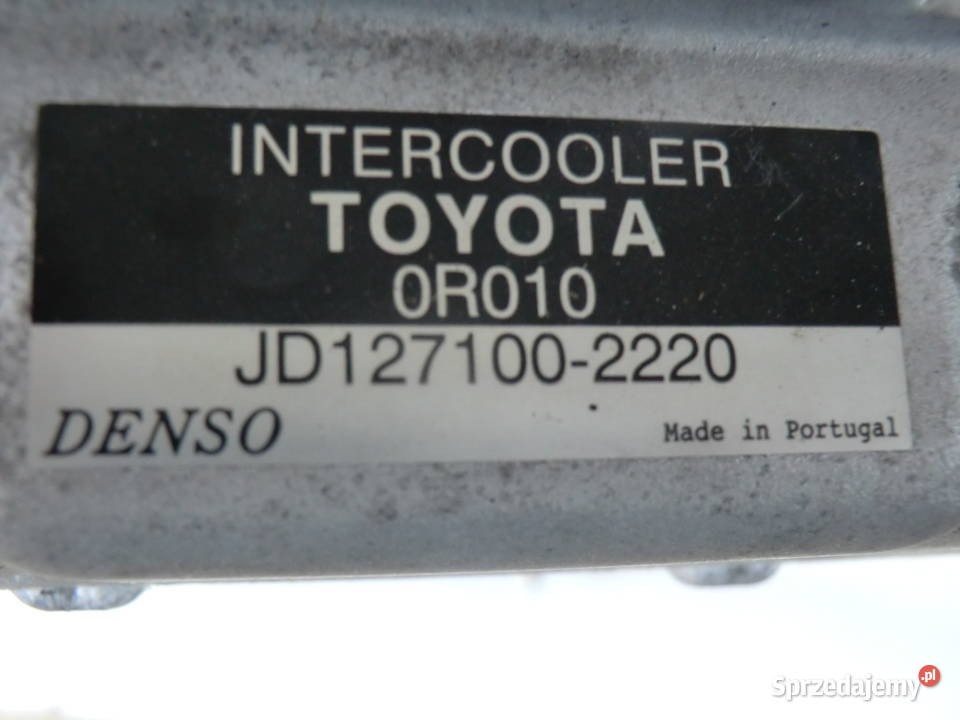 INTERCOOLER
TOYOTA
0R010
JD127100-2220
DENSO
Made in Portugal
Sprzedajemy.pl